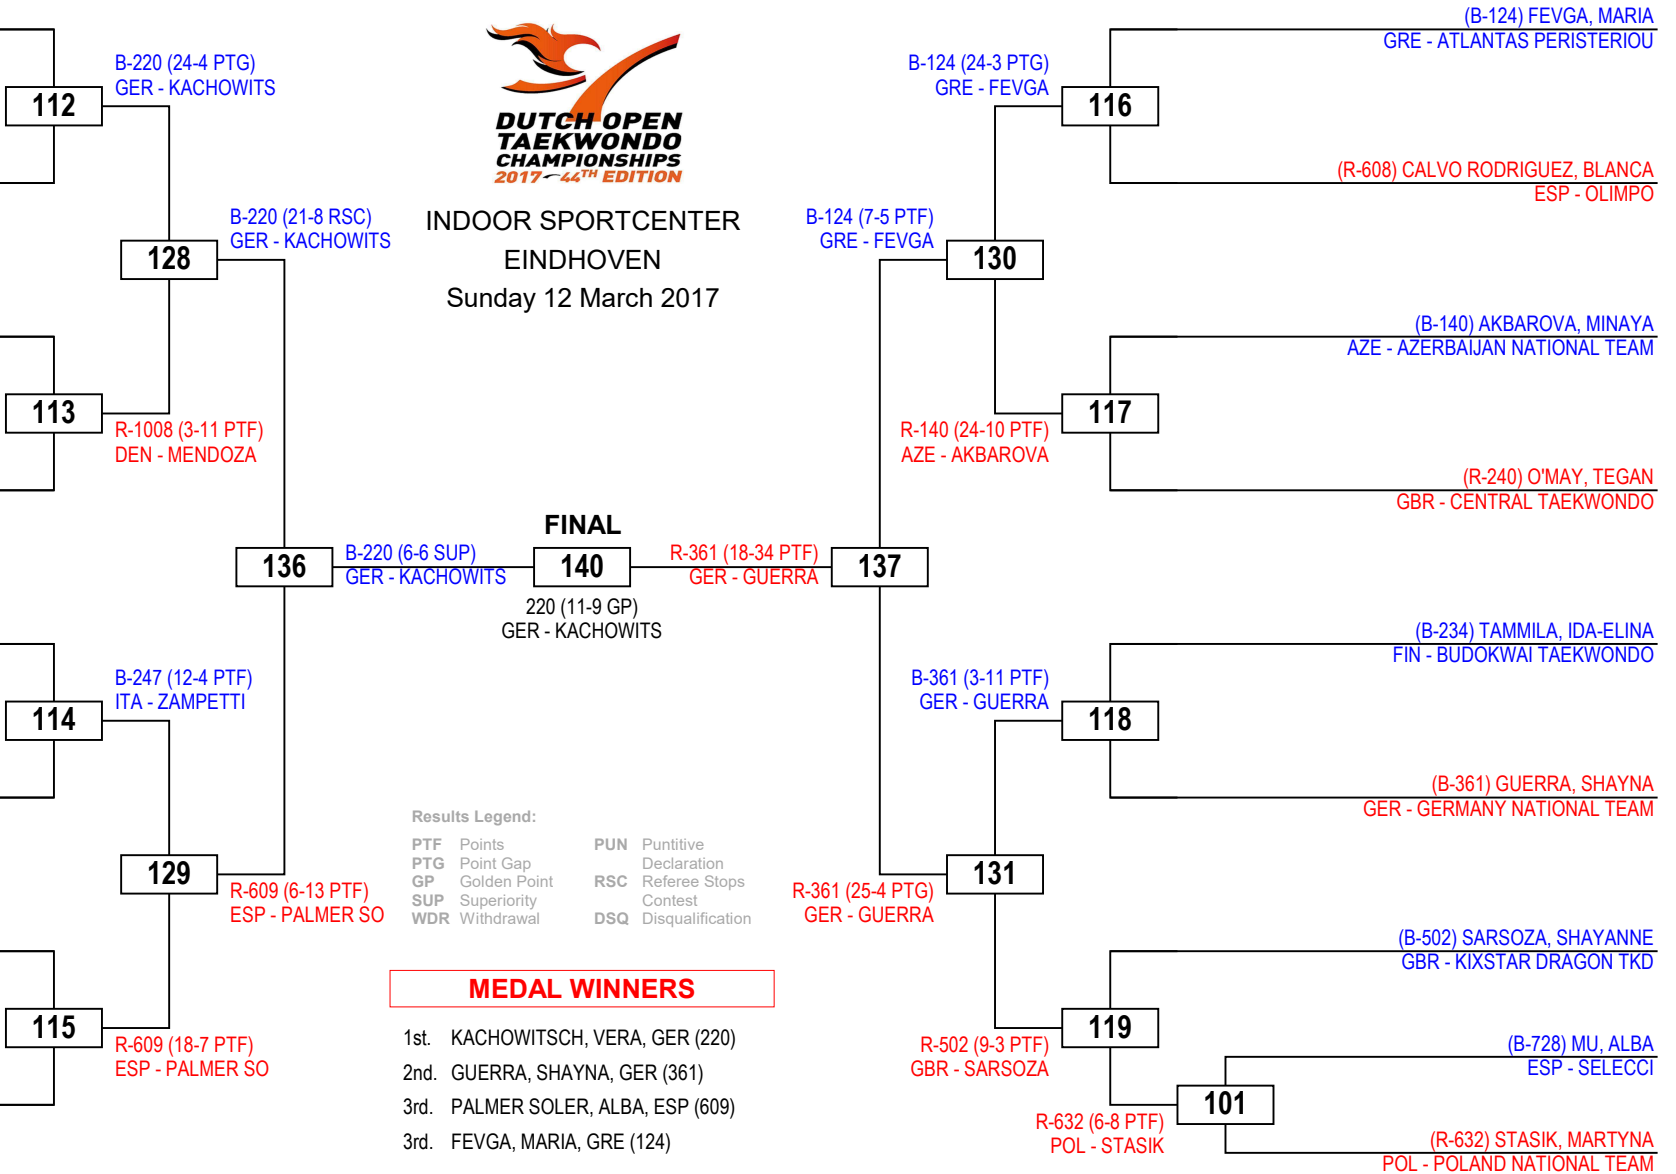 DUTCH OPEN
TAEKWONDO
CHAMPIONSHIPS
2017 44TH EDITION
INDOOR SPORTCENTER
EINDHOVEN
Sunday 12 March 2017
B-220 (24-4 PTG)
GER - KACHOWITS
112
B-220 (21-8 RSC)
GER - KACHOWITS
128
113
R-1008 (3-11 PTF)
DEN - MENDOZA
136
B-220 (6-6 SUP)
GER - KACHOWITS
B-247 (12-4 PTF)
ITA - ZAMPETTI
114
129
R-609 (6-13 PTF)
ESP - PALMER SO
115
R-609 (18-7 PTF)
ESP - PALMER SO
FINAL
140
220 (11-9 GP)
GER - KACHOWITS
R-361 (18-34 PTF)
GER - GUERRA
137
B-124 (24-3 PTG)
GRE - FEVGA
116
(B-124) FEVGA, MARIA
GRE - ATLANTAS PERISTERIOU
(R-608) CALVO RODRIGUEZ, BLANCA
ESP - OLIMPO
B-124 (7-5 PTF)
GRE - FEVGA
130
(B-140) AKBAROVA, MINAYA
AZE - AZERBAIJAN NATIONAL TEAM
117
R-140 (24-10 PTF)
AZE - AKBAROVA
(R-240) O'MAY, TEGAN
GBR - CENTRAL TAEKWONDO
(B-234) TAMMILA, IDA-ELINA
FIN - BUDOKWAI TAEKWONDO
B-361 (3-11 PTF)
GER - GUERRA
118
(B-361) GUERRA, SHAYNA
GER - GERMANY NATIONAL TEAM
131
R-361 (25-4 PTG)
GER - GUERRA
(B-502) SARSOZA, SHAYANNE
GBR - KIXSTAR DRAGON TKD
119
R-502 (9-3 PTF)
GBR - SARSOZA
(B-728) MU, ALBA
ESP - SELECCI
101
R-632 (6-8 PTF)
POL - STASIK
(R-632) STASIK, MARTYNA
POL - POLAND NATIONAL TEAM
Results Legend:
PTF Points
PTG Point Gap
GP Golden Point
SUP Superiority
WDR Withdrawal
PUN Puntitive
Declaration
RSC Referee Stops
Contest
DSQ Disqualification
MEDAL WINNERS
1st. KACHOWITSCH, VERA, GER (220)
2nd. GUERRA, SHAYNA, GER (361)
3rd. PALMER SOLER, ALBA, ESP (609)
3rd. FEVGA, MARIA, GRE (124)